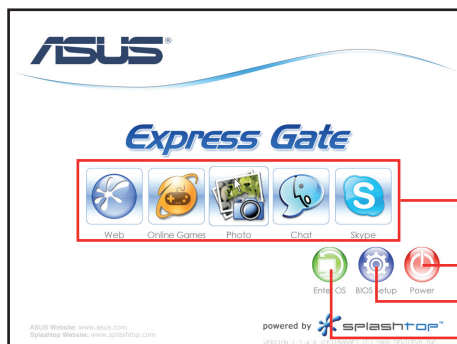 ASUS®
Express Gate
Web Online Games Photo Chat Skype
Enter OS BIOS Setup Power
ASUS Website: www.asus.com
Splashtop Website: www.splashtop.com
powered by splashtop™